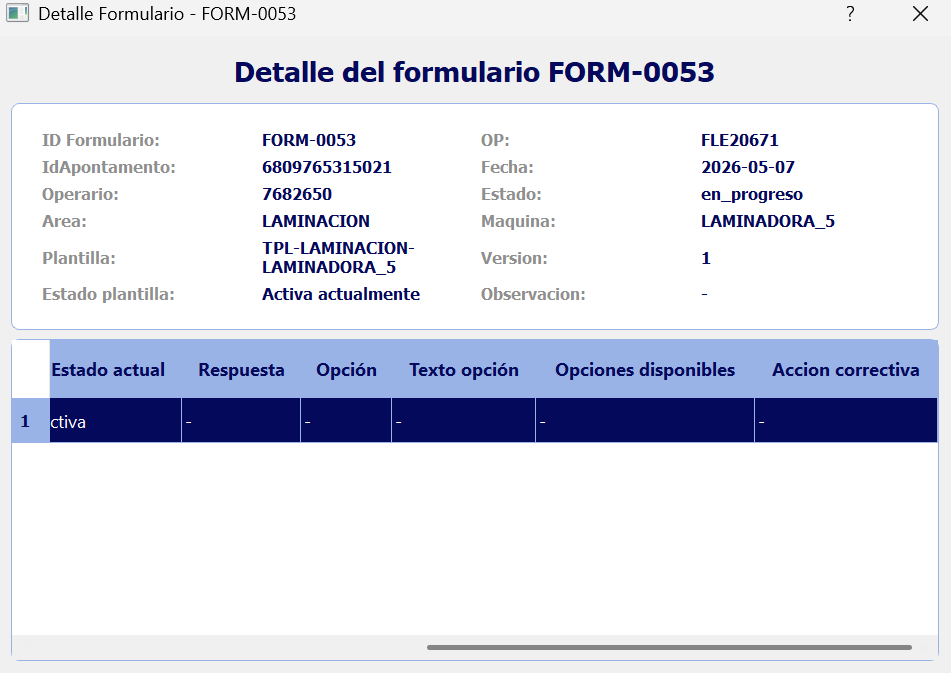 Detalle Formulario - FORM-0053
?
Detalle del formulario FORM-0053
ID Formulario: FORM-0053 OP: FLE20671
IdApontamento: 6809765315021 Fecha: 2026-05-07
Operario: 7682650 Estado: en_progreso
Area: LAMINACION Maquina: LAMINADORA_5
Plantilla: TPL-LAMINACION-
LAMINADORA_5 Version: 1
Estado plantilla: Activa actualmente Observacion: -
Estado actual Respuesta Opción Texto opción Opciones disponibles Accion correctiva
1 ctiva - - - - -